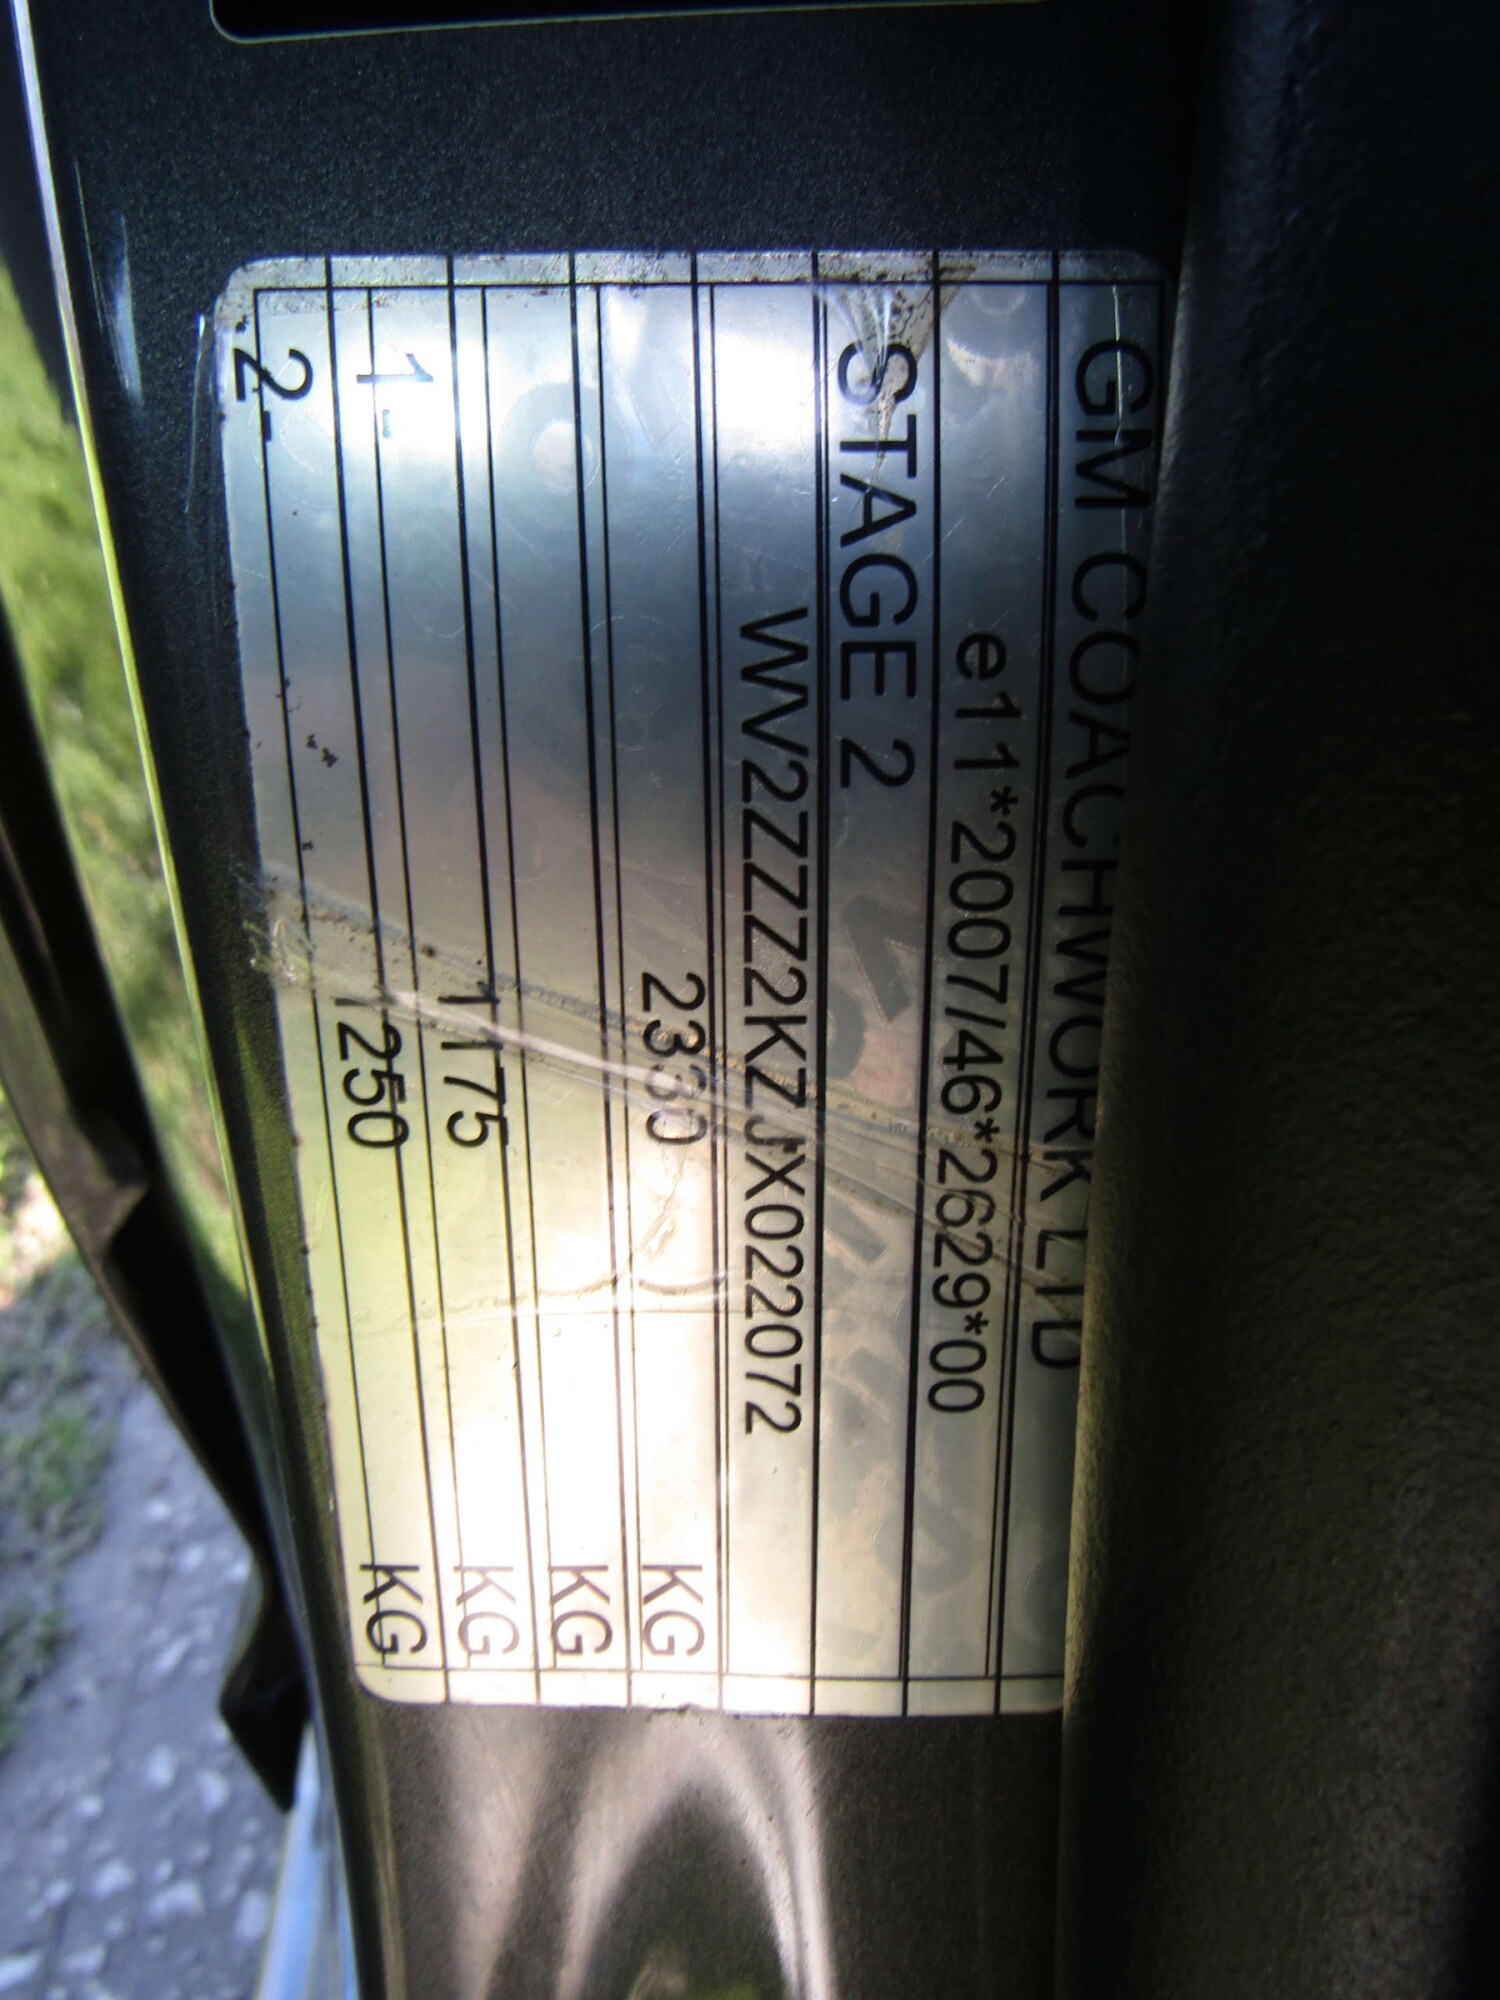 GM COACHWORK LTD
e11*2007/46*2629*00
STAGE 2
WV2ZZZ2KZJX022072
2330 KG
KG
1- 1175 KG
2- 1250 KG